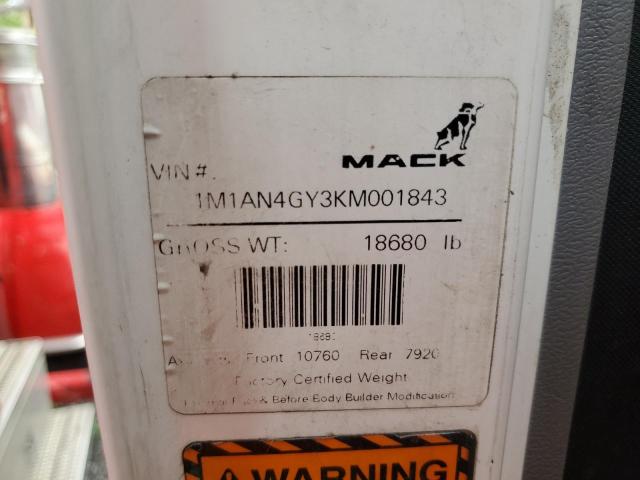 MACK
VIN #.
1M1AN4GY3KM001843
GROSS WT: 18680 lb
Front 10760 Rear 7920
Factory Certified Weight
& Before Body Builder Modification
WARNING